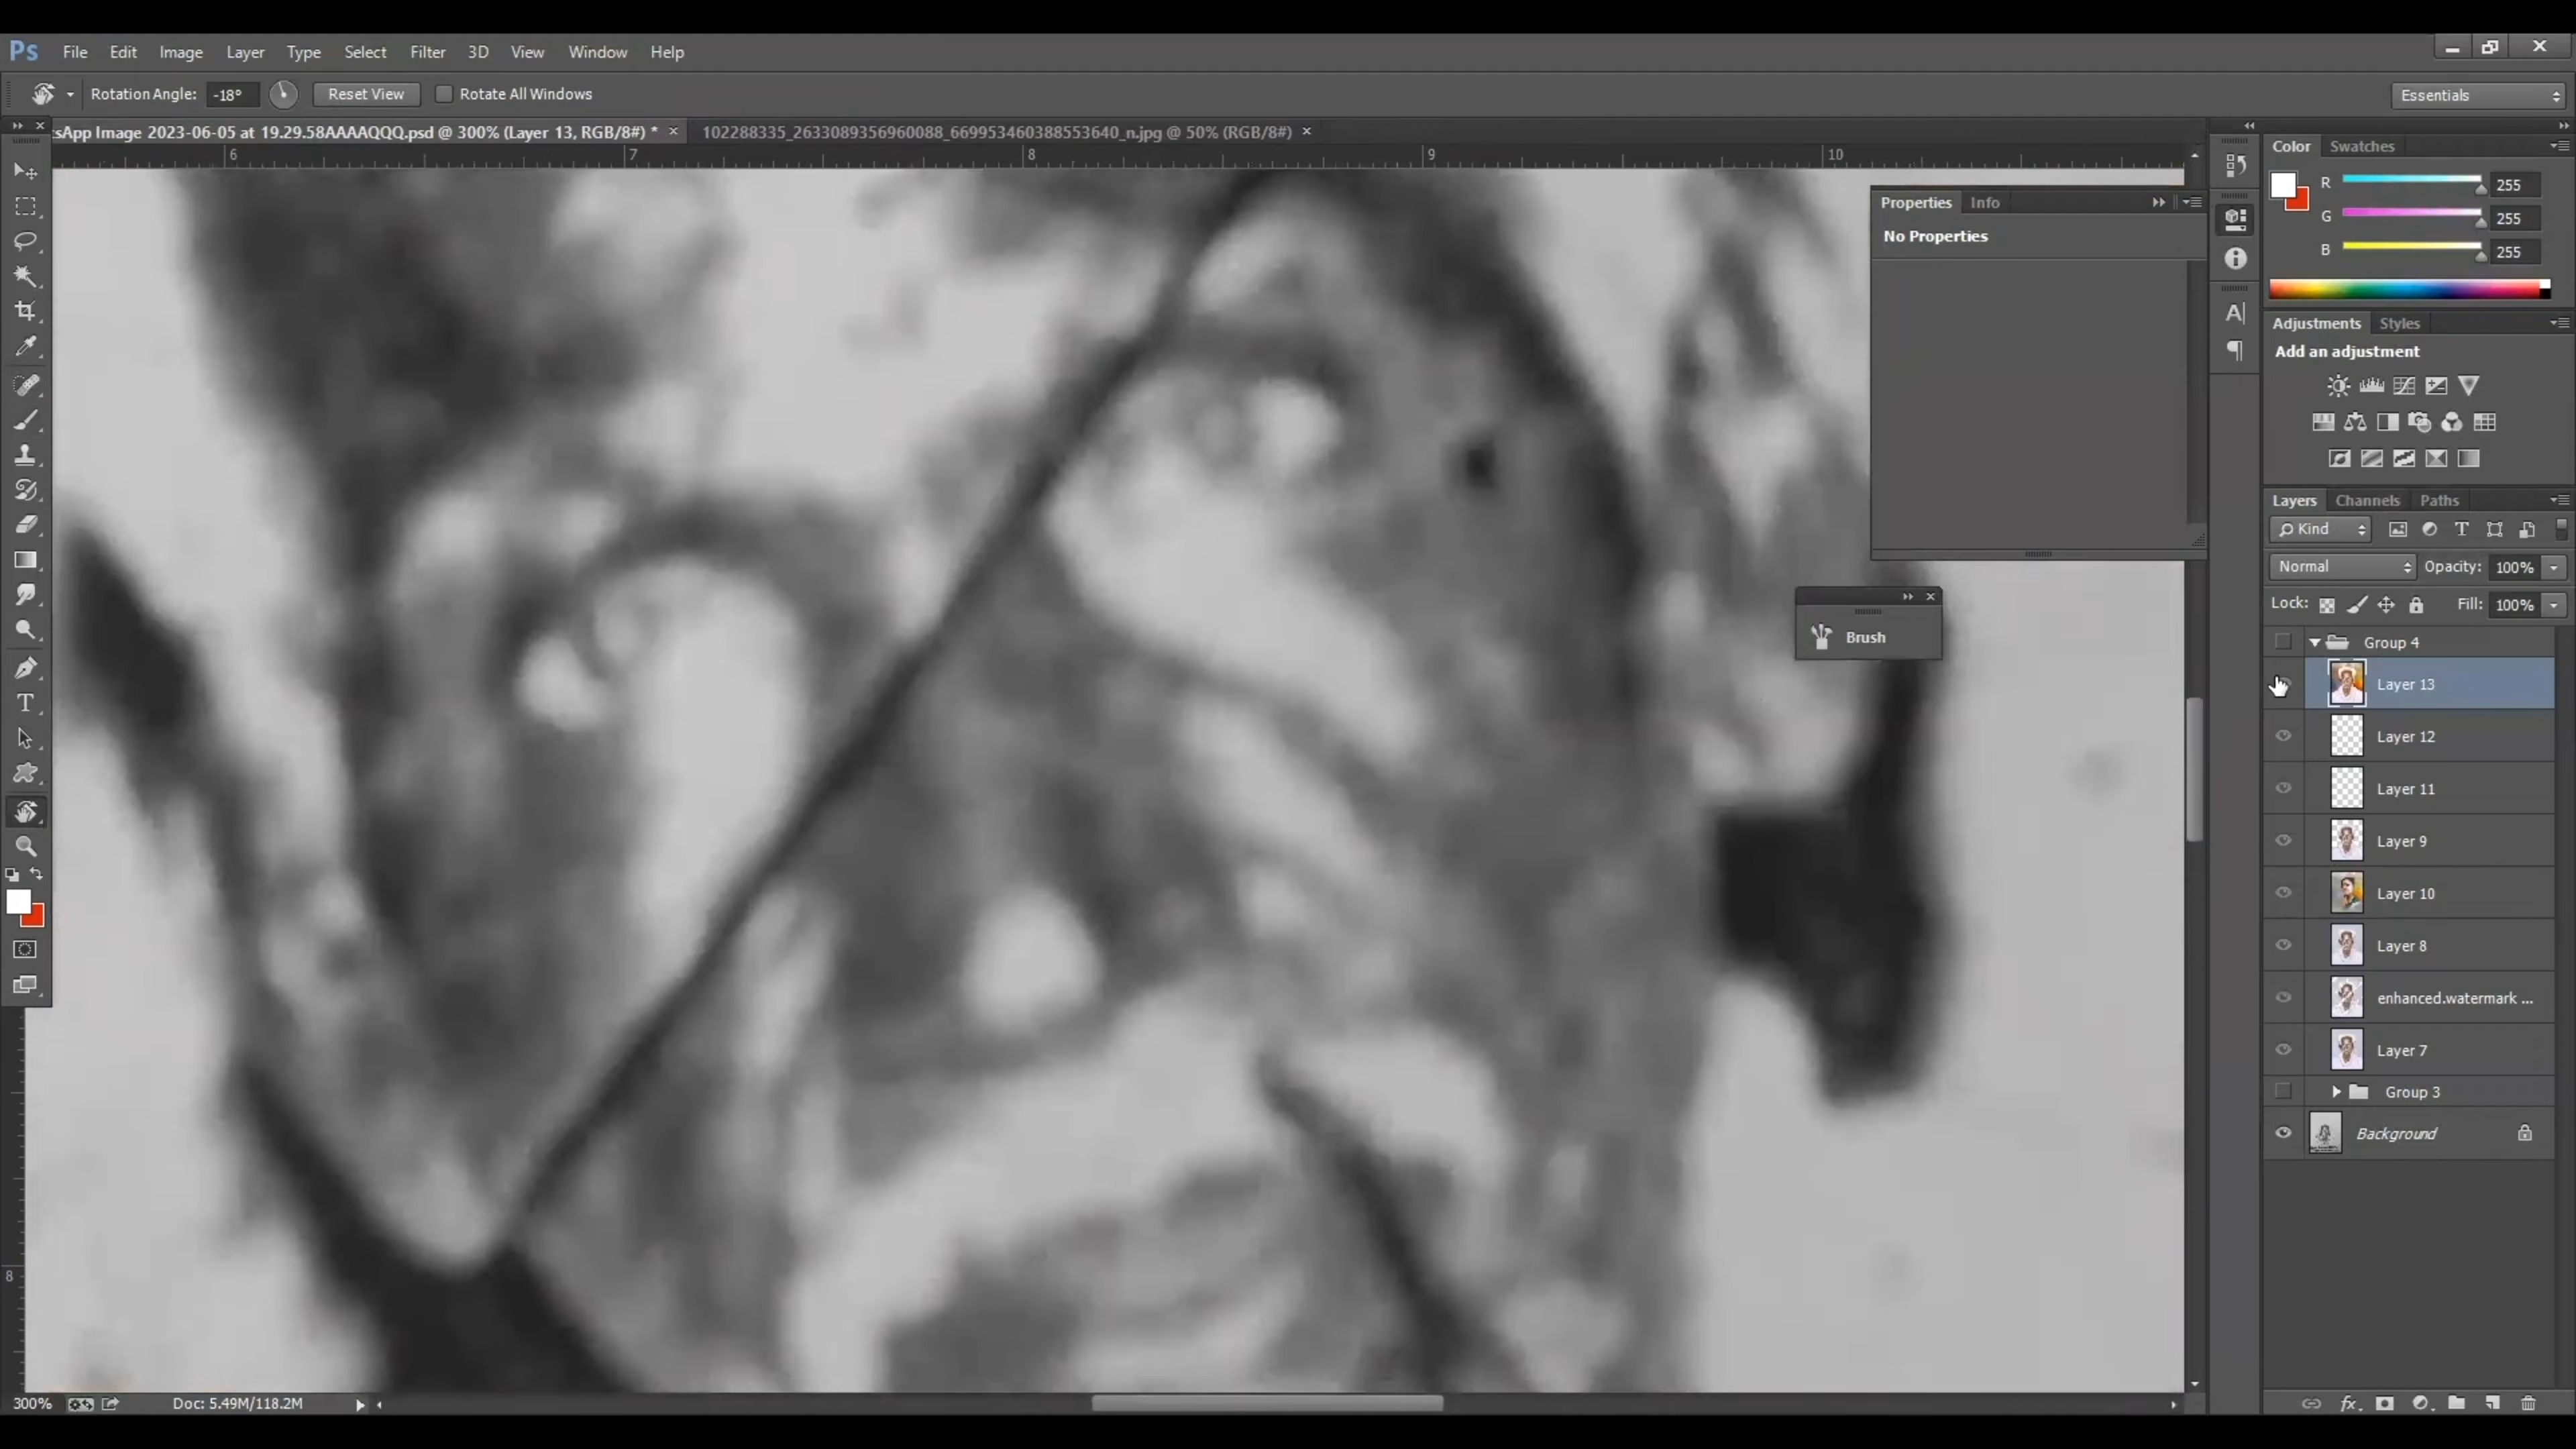 Ps File Edit Image Layer Type Select Filter 3D View Window Help
Rotation Angle: -18° Reset View Rotate All Windows Essentials
sApp Image 2023-06-05 at 19.29.58AAAAQQQ.psd @ 300% (Layer 13, RGB/8#) * × 102288335_2633089356960088_669953460388553640_n.jpg @ 50% (RGB/8#) ×
6 7 8 9 10
Color Swatches
R 255
G 255
B 255
Properties Info
No Properties
Adjustments Styles
Add an adjustment
Layers Channels Paths
Kind
Normal Opacity: 100%
Lock: Fill: 100%
Brush
Group 4
Layer 13
Layer 12
Layer 11
Layer 9
Layer 10
Layer 8
enhanced.watermark ...
Layer 7
Group 3
Background
8
300% Doc: 5.49M/118.2M